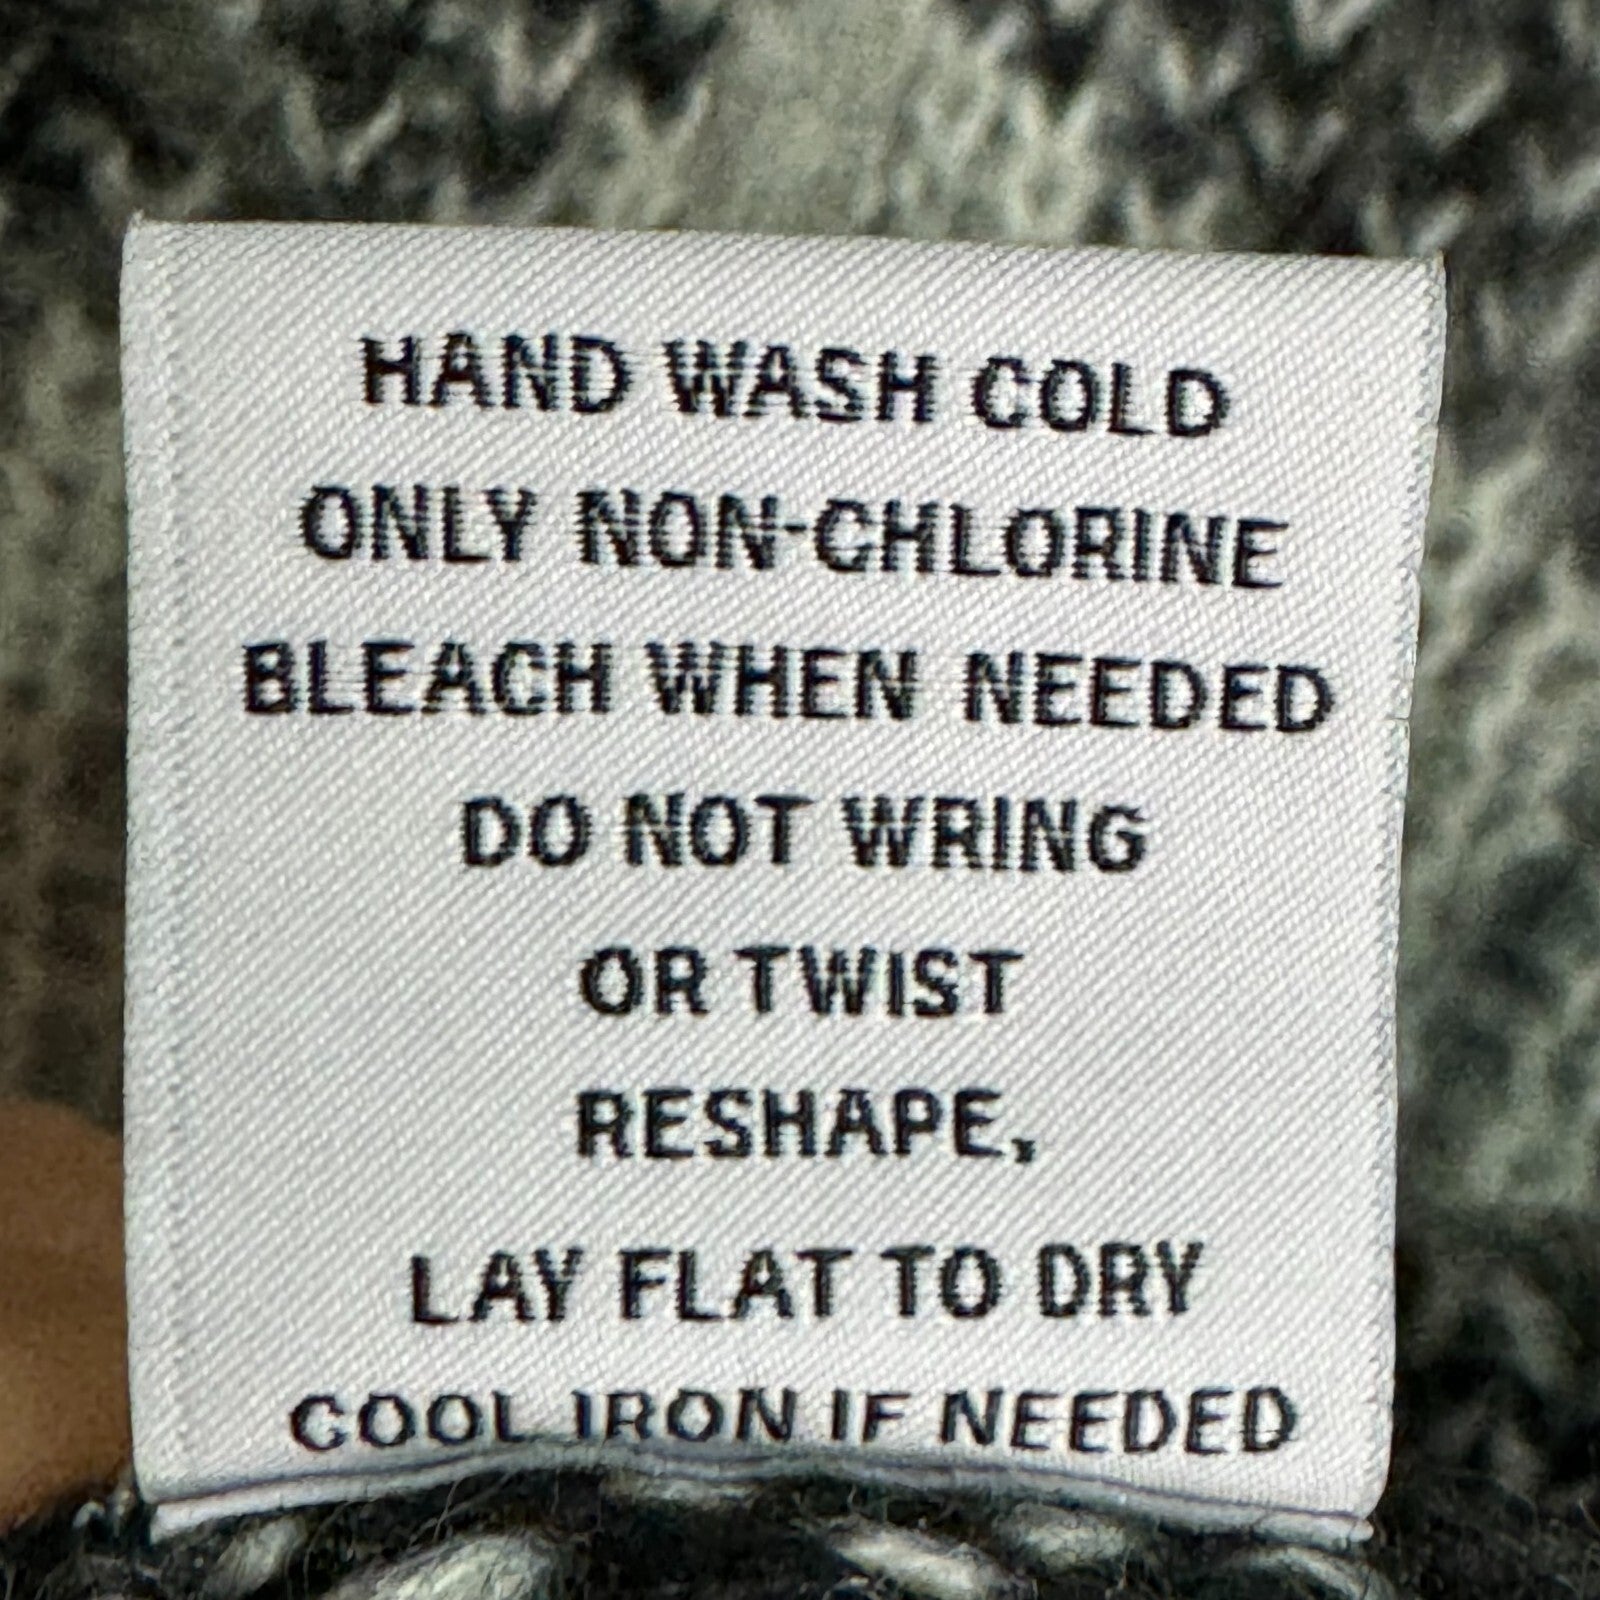 HAND WASH COLD
ONLY NON-CHLORINE
BLEACH WHEN NEEDED
DO NOT WRING
OR TWIST
RESHAPE,
LAY FLAT TO DRY
COOL IRON IF NEEDED